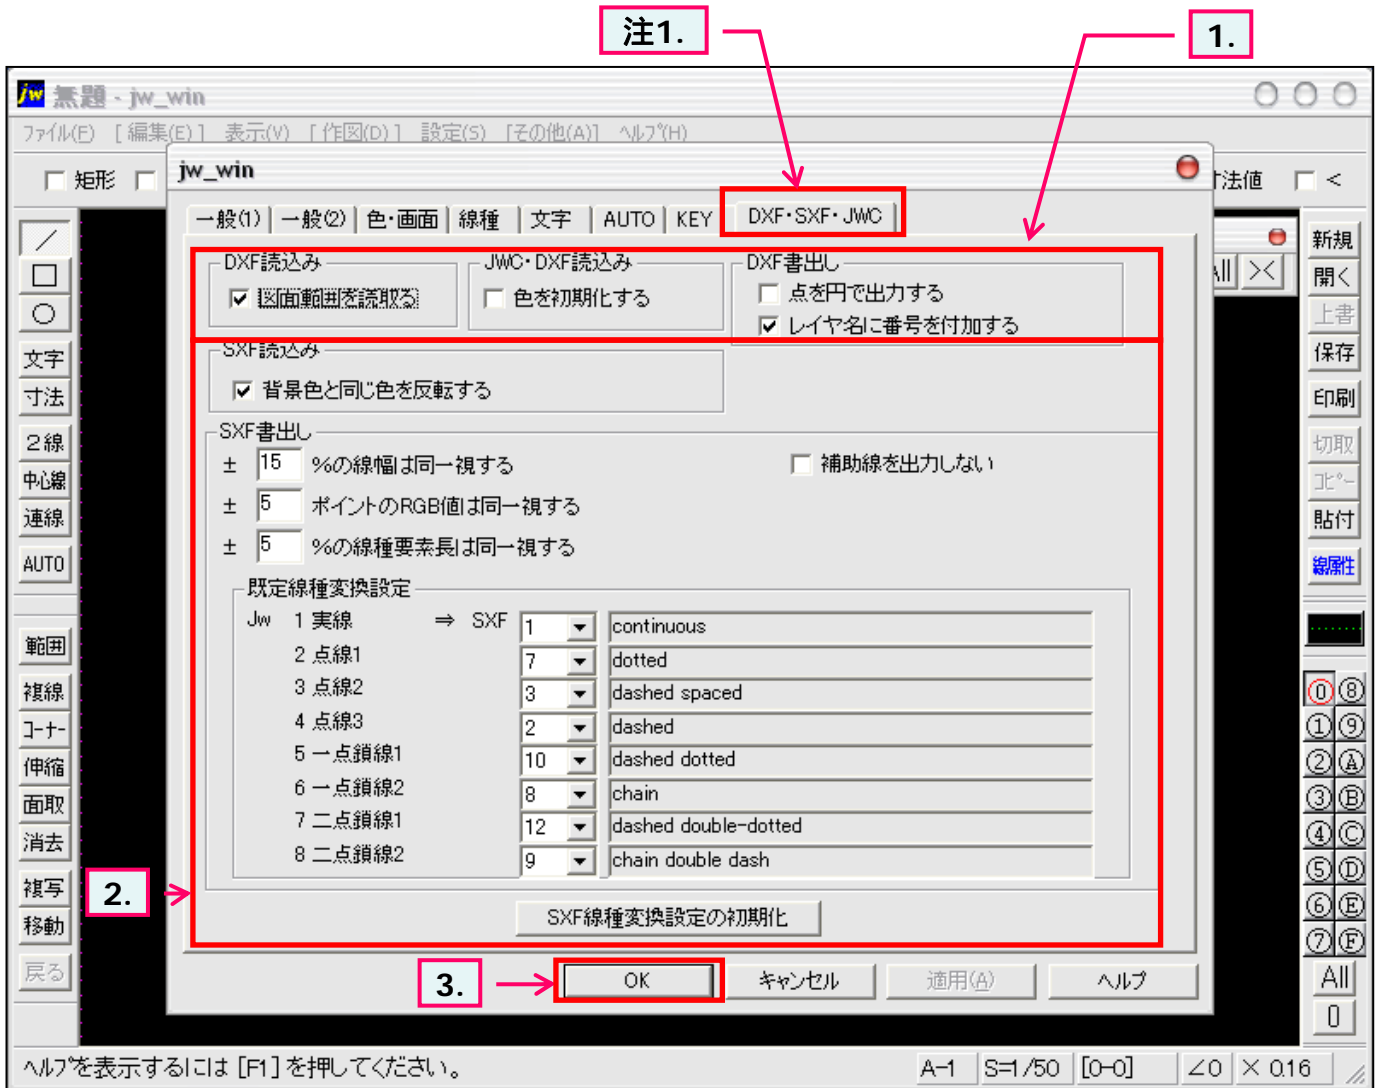 注1.
1.
jw 無題 - jw_win
ファイル(F) [編集(E)] 表示(V) [作図(D)] 設定(S) [その他(A)] ヘルプ(H)
矩形
寸法値
<
jw_win
一般(1) 一般(2) 色・画面 線種 文字 AUTO KEY DXF・SXF・JWC
DXF読込み
図面範囲を読取る
JWC・DXF読込み
色を初期化する
DXF書出し
点を円で出力する
レイヤ名に番号を付加する
SXF読込み
背景色と同じ色を反転する
SXF書出し
± 15 %の線幅は同一視する
補助線を出力しない
± 5 ポイントのRGB値は同一視する
± 5 %の線種要素長は同一視する
既定線種変換設定
Jw 1 実線 ⇒ SXF 1 continuous
2 点線1 7 dotted
3 点線2 3 dashed spaced
4 点線3 2 dashed
5 一点鎖線1 10 dashed dotted
6 一点鎖線2 8 chain
7 二点鎖線1 12 dashed double-dotted
8 二点鎖線2 9 chain double dash
SXF線種変換設定の初期化
2.
3.
OK キャンセル 適用(A) ヘルプ
文字
寸法
2線
中心線
連線
AUTO
範囲
複線
コーナー
伸縮
面取
消去
複写
移動
戻る
All ><
新規
開く
上書
保存
印刷
切取
コピー
貼付
線属性
0 8
1 9
2 A
3 B
4 C
5 D
6 E
7 F
All
0
ヘルプを表示するには [F1] を押してください。
A-1 S=1/50 [0-0] ∠0 × 0.16